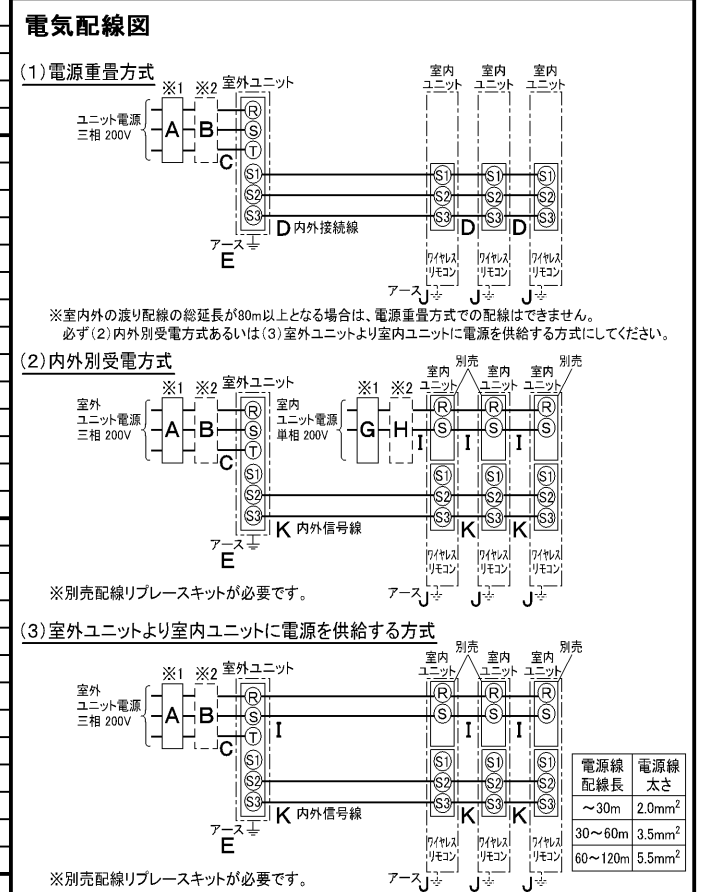 電気配線図
(1)電源重畳方式
※1 ※2 室外ユニット
室内ユニット 室内ユニット 室内ユニット
ユニット電源
三相 200V
A B R
S
C T
S1 S1 S1 S1
S2 S2 S2 S2
S3 S3 S3 S3
D 内外接続線 D D
アース
E
ワイヤレスリモコン ワイヤレスリモコン ワイヤレスリモコン
アース J J J
※室内外の渡り配線の総延長が80m以上となる場合は、電源重畳方式での配線はできません。
必ず(2)内外別受電方式あるいは(3)室外ユニットより室内ユニットに電源を供給する方式にしてください。
(2)内外別受電方式
別売 別売
※1 ※2 室外ユニット ※1 ※2 室内ユニット 室内ユニット 室内ユニット
室外
ユニット電源
三相 200V
A B R
S
C T
室内
ユニット電源
単相 200V
G H R R R
S S S
I I I
S1 S1 S1 S1
S2 S2 S2 S2
S3 S3 S3 S3
K 内外信号線 K K
アース
E
ワイヤレスリモコン ワイヤレスリモコン ワイヤレスリモコン
※別売配線リプレースキットが必要です。
アース J J J
(3)室外ユニットより室内ユニットに電源を供給する方式
別売 別売
※1 ※2 室外ユニット 室内ユニット 室内ユニット 室内ユニット
室外
ユニット電源
三相 200V
A B R R R R
S S S S
C T I I I
S1 S1 S1 S1
S2 S2 S2 S2
S3 S3 S3 S3
K 内外信号線 K K
アース
E
ワイヤレスリモコン ワイヤレスリモコン ワイヤレスリモコン
※別売配線リプレースキットが必要です。
アース J J J
電源線配線長 電源線太さ
～30m 2.0mm²
30～60m 3.5mm²
60～120m 5.5mm²